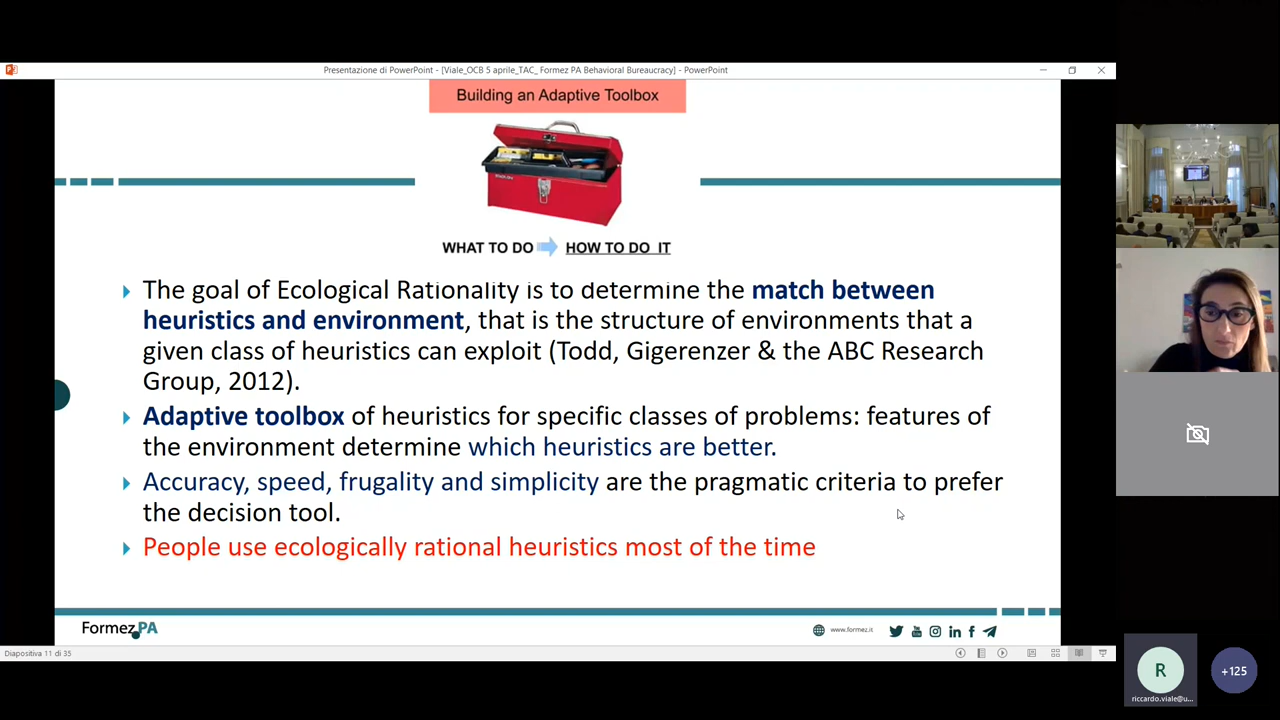 Presentazione di PowerPoint - [Viale_OCB 5 aprile_TAC_ Formez PA Behavioral Bureaucracy] - PowerPoint
Building an Adaptive Toolbox
WHAT TO DO HOW TO DO IT
The goal of Ecological Rationality is to determine the match between
heuristics and environment, that is the structure of environments that a
given class of heuristics can exploit (Todd, Gigerenzer & the ABC Research
Group, 2012).
Adaptive toolbox of heuristics for specific classes of problems: features of
the environment determine which heuristics are better.
Accuracy, speed, frugality and simplicity are the pragmatic criteria to prefer
the decision tool.
People use ecologically rational heuristics most of the time
Formez PA
www.formez.it
Diapositiva 11 di 35
R
riccardo.viale@u...
+125